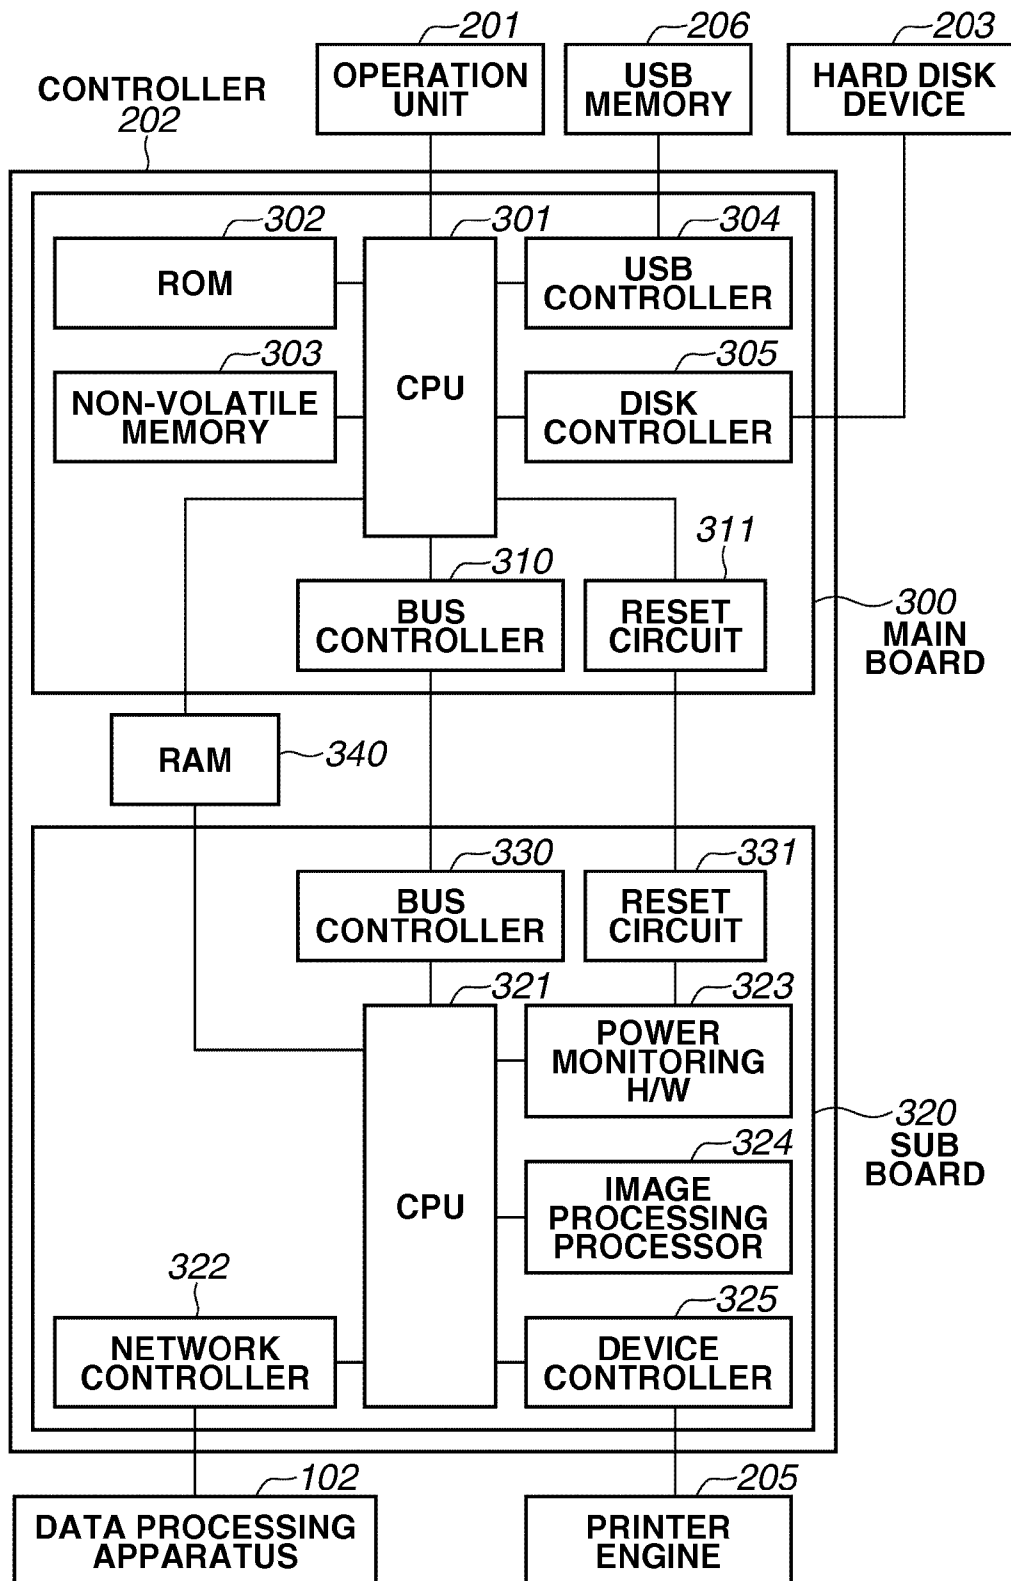 201
206
203
OPERATION
UNIT
USB
MEMORY
HARD DISK
DEVICE
CONTROLLER
202
302
301
304
ROM
CPU
USB
CONTROLLER
303
305
NON-VOLATILE
MEMORY
DISK
CONTROLLER
310
311
BUS
CONTROLLER
RESET
CIRCUIT
300
MAIN
BOARD
RAM
340
330
331
BUS
CONTROLLER
RESET
CIRCUIT
321
323
CPU
POWER
MONITORING
H/W
320
SUB
BOARD
324
IMAGE
PROCESSING
PROCESSOR
322
325
NETWORK
CONTROLLER
DEVICE
CONTROLLER
102
205
DATA PROCESSING
APPARATUS
PRINTER
ENGINE